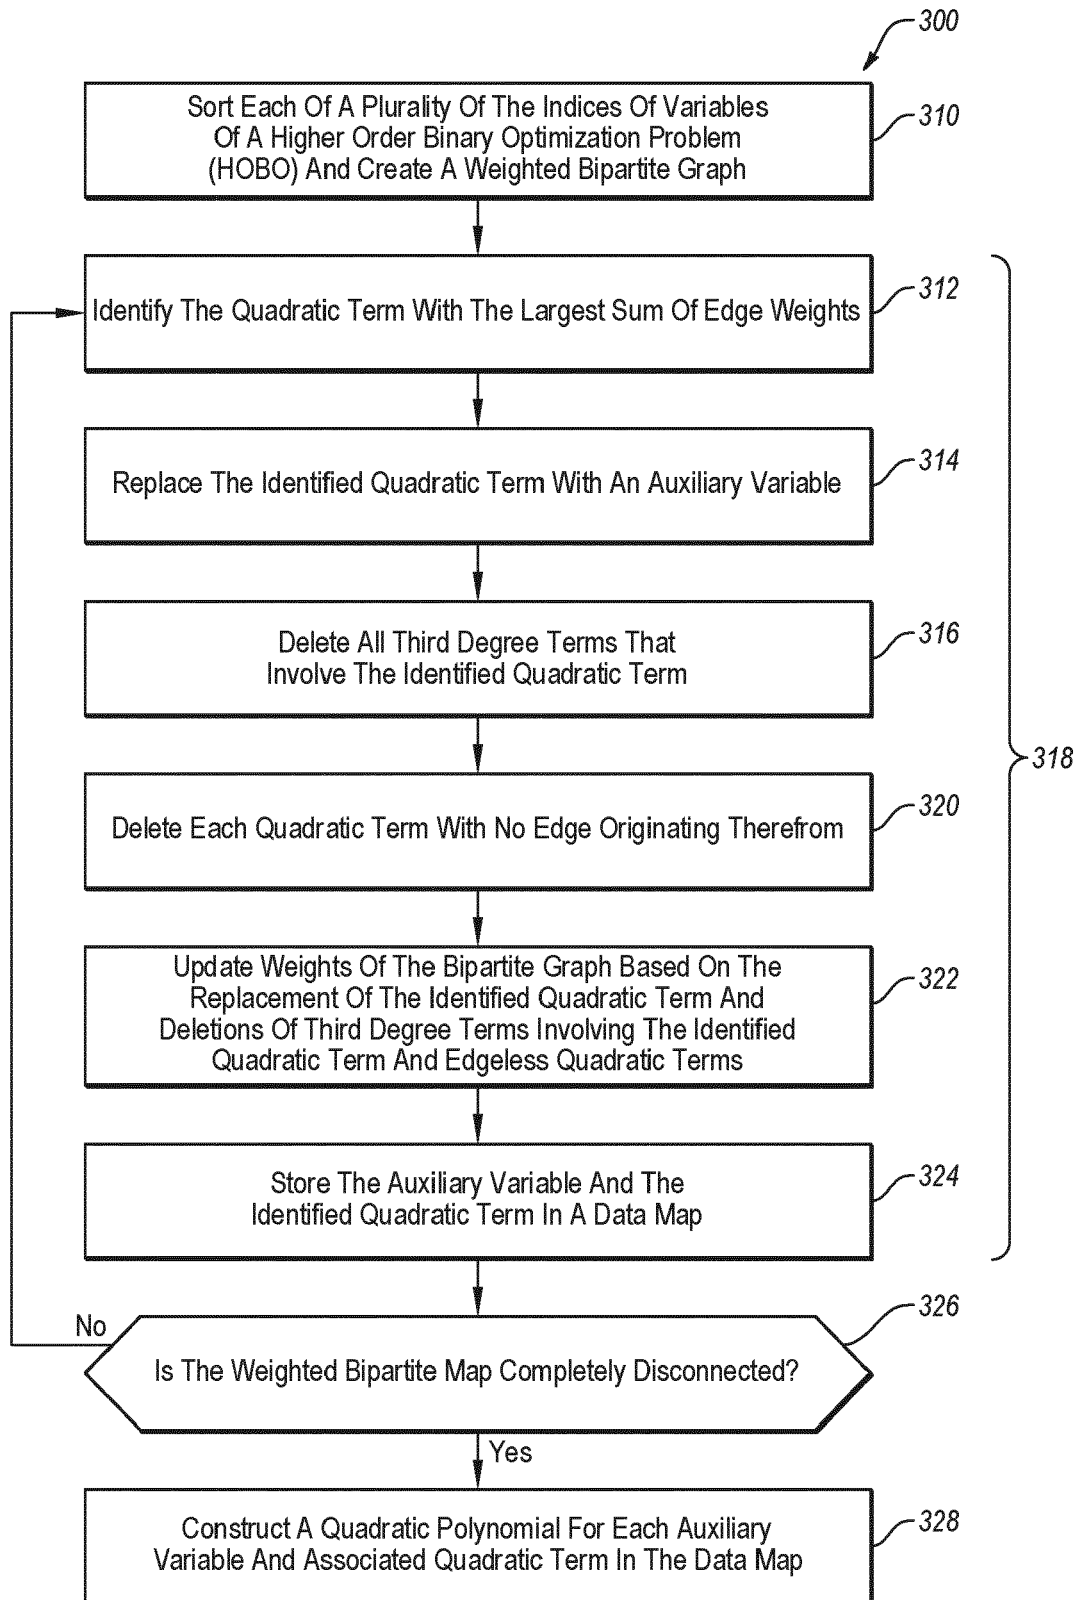 300
Sort Each Of A Plurality Of The Indices Of Variables
Of A Higher Order Binary Optimization Problem
(HOBO) And Create A Weighted Bipartite Graph
310
Identify The Quadratic Term With The Largest Sum Of Edge Weights
312
Replace The Identified Quadratic Term With An Auxiliary Variable
314
Delete All Third Degree Terms That
Involve The Identified Quadratic Term
316
318
Delete Each Quadratic Term With No Edge Originating Therefrom
320
Update Weights Of The Bipartite Graph Based On The
Replacement Of The Identified Quadratic Term And
Deletions Of Third Degree Terms Involving The Identified
Quadratic Term And Edgeless Quadratic Terms
322
Store The Auxiliary Variable And The
Identified Quadratic Term In A Data Map
324
326
No
Is The Weighted Bipartite Map Completely Disconnected?
Yes
Construct A Quadratic Polynomial For Each Auxiliary
Variable And Associated Quadratic Term In The Data Map
328